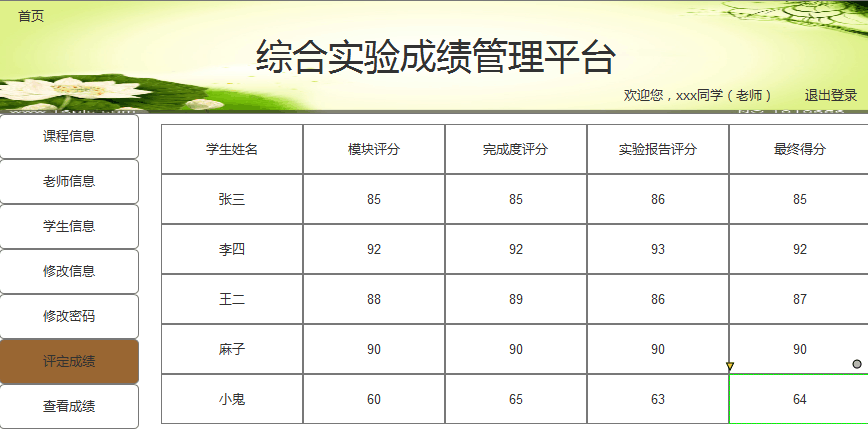 首页
综合实验成绩管理平台
欢迎您，xxx同学（老师） 退出登录
课程信息
老师信息
学生信息
修改信息
修改密码
评定成绩
查看成绩
学生姓名 模块评分 完成度评分 实验报告评分 最终得分
张三 85 85 86 85
李四 92 92 93 92
王二 88 89 86 87
麻子 90 90 90 90
小鬼 60 65 63 64